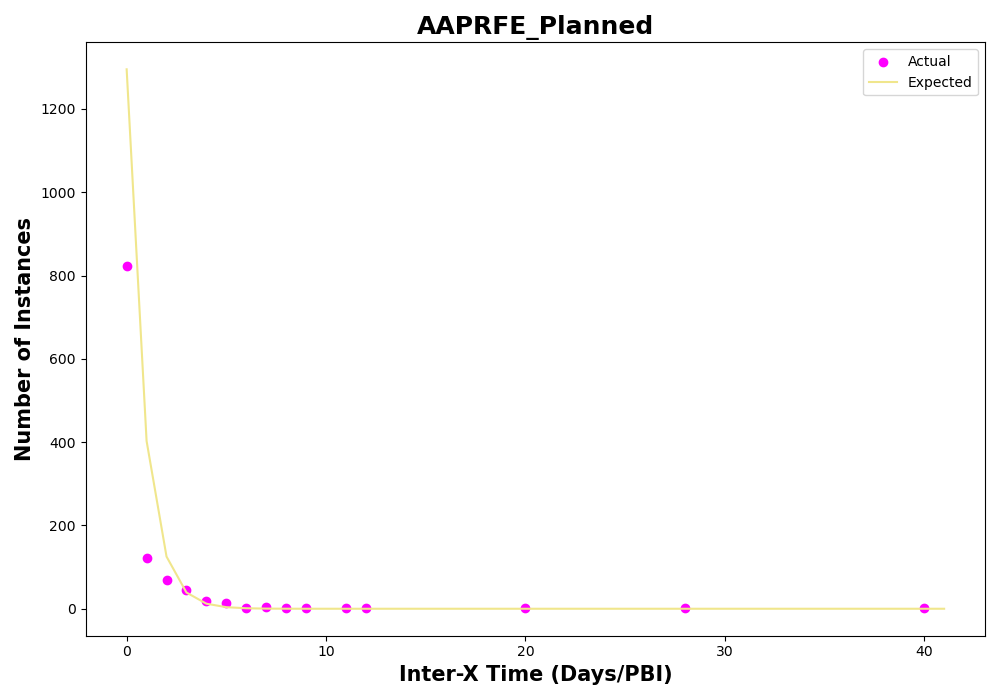 AAPRFE_Planned
Actual
Expected
1200
1000
800
600
400
200
0
Number of Instances
0 10 20 30 40
Inter-X Time (Days/PBI)